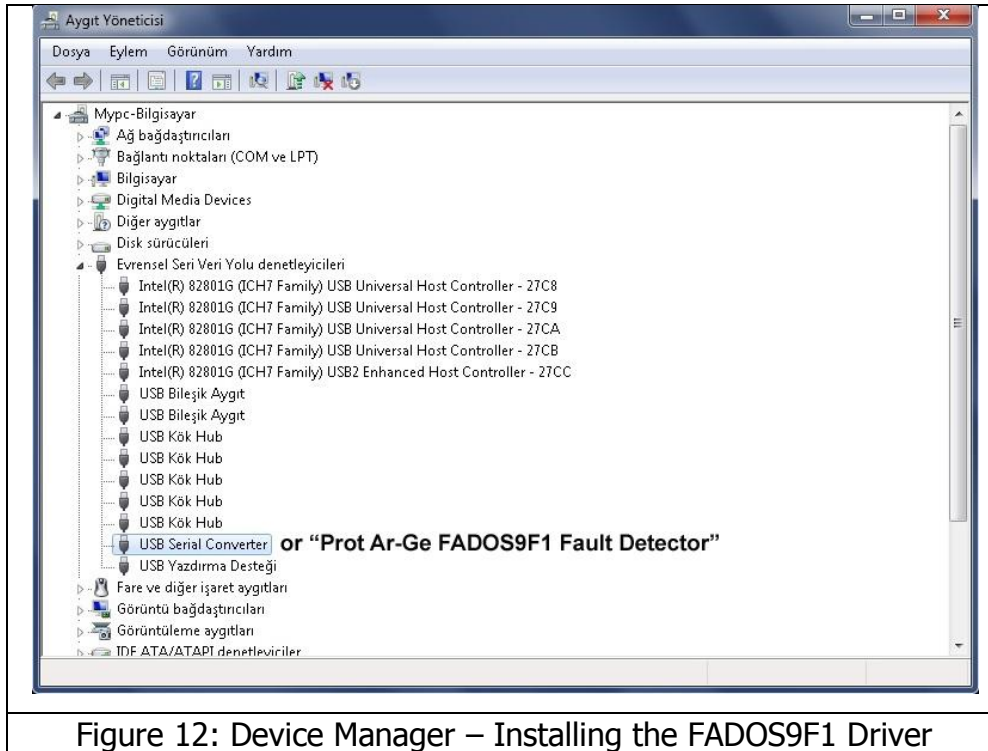 Aygıt Yöneticisi
Dosya Eylem Görünüm Yardım
Mypc-Bilgisayar
Ağ bağdaştırıcıları
Bağlantı noktaları (COM ve LPT)
Bilgisayar
Digital Media Devices
Diğer aygıtlar
Disk sürücüleri
Evrensel Seri Veri Yolu denetleyicileri
Intel(R) 82801G (ICH7 Family) USB Universal Host Controller - 27C8
Intel(R) 82801G (ICH7 Family) USB Universal Host Controller - 27C9
Intel(R) 82801G (ICH7 Family) USB Universal Host Controller - 27CA
Intel(R) 82801G (ICH7 Family) USB Universal Host Controller - 27CB
Intel(R) 82801G (ICH7 Family) USB2 Enhanced Host Controller - 27CC
USB Bileşik Aygıt
USB Bileşik Aygıt
USB Kök Hub
USB Kök Hub
USB Kök Hub
USB Kök Hub
USB Kök Hub
USB Serial Converter or “Prot Ar-Ge FADOS9F1 Fault Detector”
USB Yazdırma Desteği
Fare ve diğer işaret aygıtları
Görüntü bağdaştırıcıları
Görüntüleme aygıtları
IDE ATA/ATAPI denetleyiciler
Figure 12: Device Manager – Installing the FADOS9F1 Driver